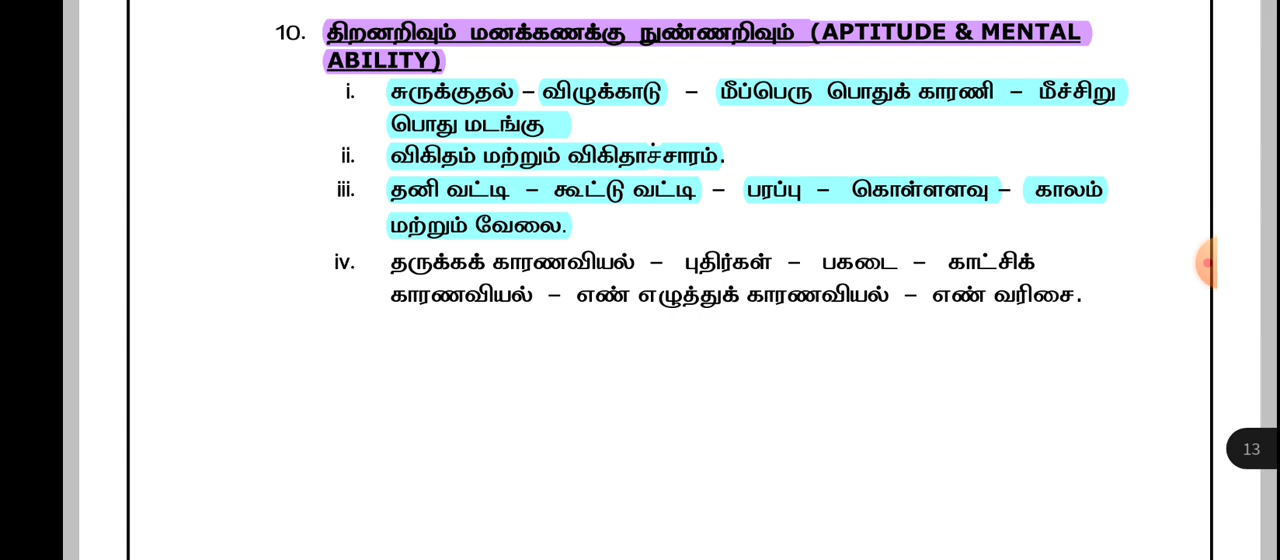 10. திறனறிவும் மனக்கணக்கு நுண்ணறிவும் (APTITUDE & MENTAL
ABILITY)
i. சுருக்குதல் – விழுக்காடு – மீப்பெரு பொதுக் காரணி – மீச்சிறு
பொது மடங்கு
ii. விகிதம் மற்றும் விகிதாச்சாரம்.
iii. தனி வட்டி – கூட்டு வட்டி – பரப்பு – கொள்ளளவு – காலம்
மற்றும் வேலை.
iv. தருக்கக் காரணவியல் – புதிர்கள் – பகடை – காட்சிக்
காரணவியல் – எண் எழுத்துக் காரணவியல் – எண் வரிசை.
13